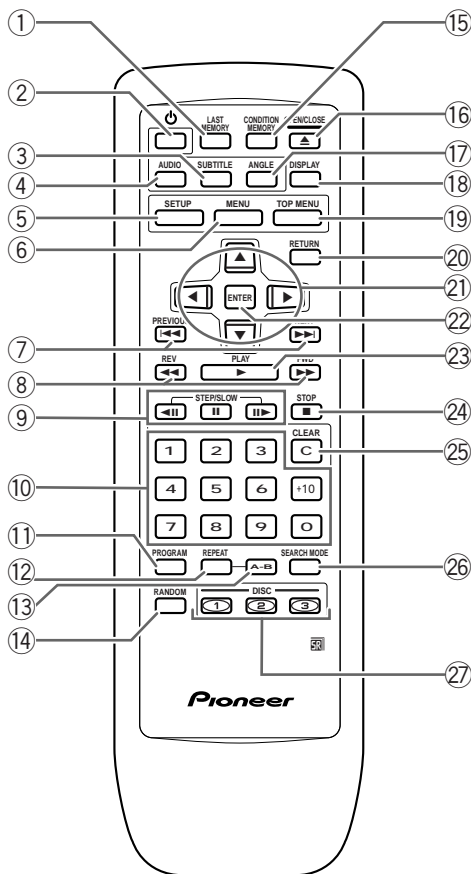 ① ⑮
② ⑯
LAST MEMORY CONDITION MEMORY EN/CLOSE
③ ⑰
AUDIO SUBTITLE ANGLE DISPLAY
④ ⑱
SETUP MENU TOP MENU
⑤ ⑲
⑥ RETURN ⑳
ENTER ㉑
㉒
PREVIOUS
⑦ ㉓
REV PLAY FWD
⑧
STEP/SLOW STOP
⑨ ㉔
CLEAR
1 2 3 C ㉕
⑩ 4 5 6 +10
7 8 9 0
⑪ PROGRAM REPEAT A-B SEARCH MODE
⑫ ㉖
⑬ RANDOM DISC
1 2 3
⑭ SR ㉗
Pioneer